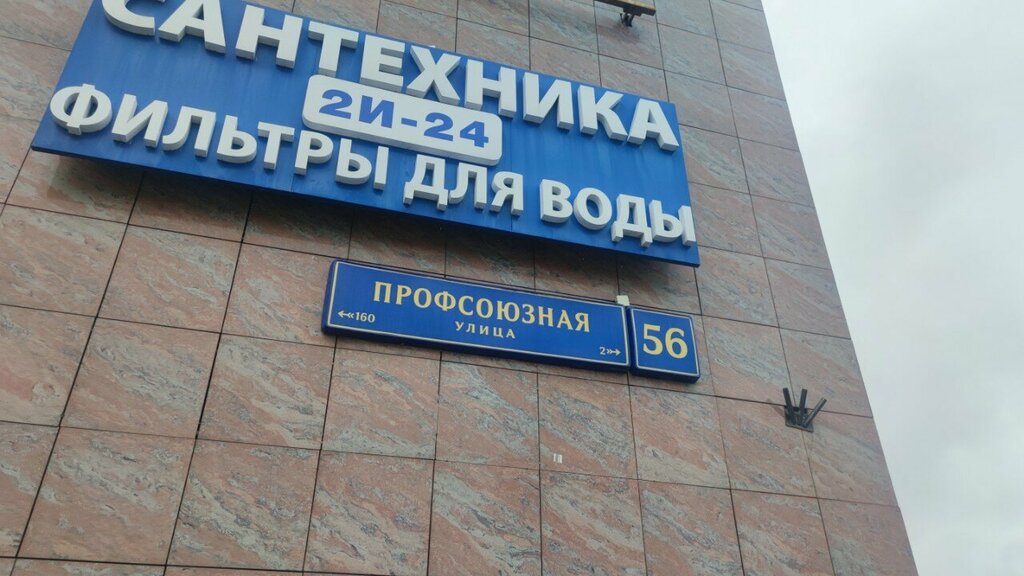 САНТЕХНИКА
2И-24
ФИЛЬТРЫ ДЛЯ ВОДЫ
ПРОФСОЮЗНАЯ
УЛИЦА
160
2
56